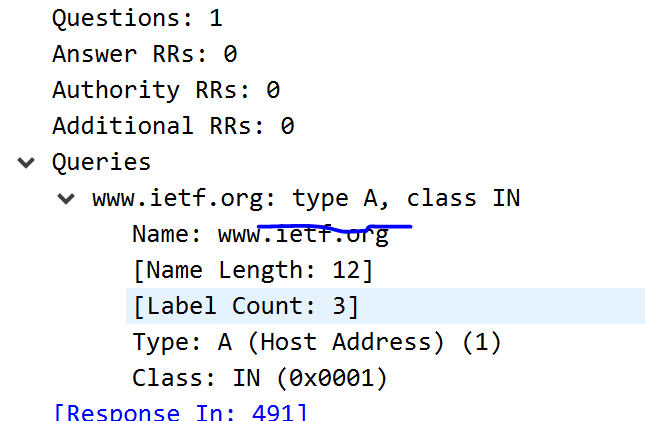 Questions: 1
Answer RRs: 0
Authority RRs: 0
Additional RRs: 0
Queries
www.ietf.org: type A, class IN
Name: www.ietf.org
[Name Length: 12]
[Label Count: 3]
Type: A (Host Address) (1)
Class: IN (0x0001)
[Response In: 491]